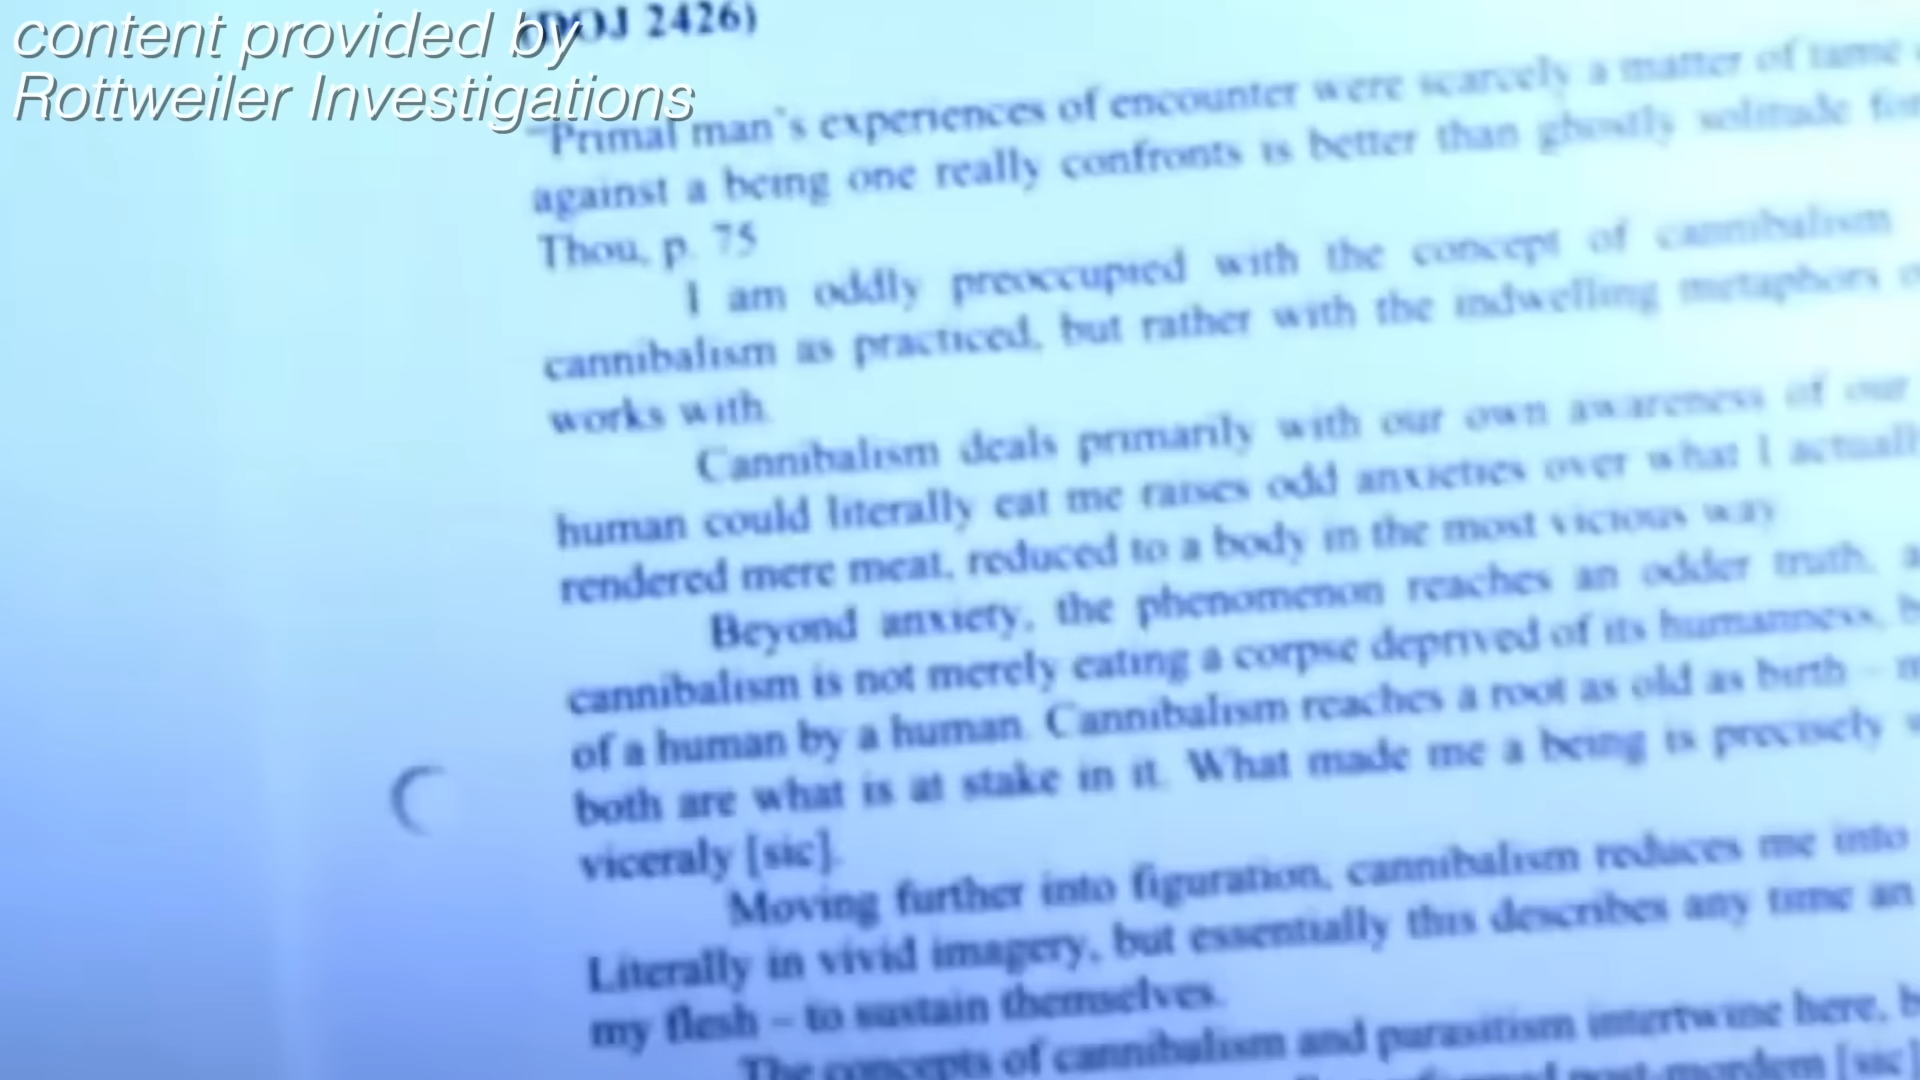 content provided by
Rottweiler Investigations
(DOJ 2426)
"Primal man's experiences of encounter were scarcely a matter of tame
against a being one really confronts is better than ghostly solitude
Thou, p. 75
I am oddly preoccupied with the concept of cannibalism
cannibalism as practiced, but rather with the indwelling metaphors
works with.
Cannibalism deals primarily with our own awareness of our
human could literally eat me raises odd anxieties over what I actually
rendered mere meat, reduced to a body in the most vicious way
Beyond anxiety, the phenomenon reaches an odder truth,
cannibalism is not merely eating a corpse deprived of its humanness,
of a human by a human. Cannibalism reaches a root as old as birth –
both are what is at stake in it. What made me a being is precisely
viceraly [sic].
Moving further into figuration, cannibalism reduces me into
Literally in vivid imagery, but essentially this describes any time an
my flesh – to sustain themselves.
The concepts of cannibalism and parasitism intertwine here,
post-mordem [sic]